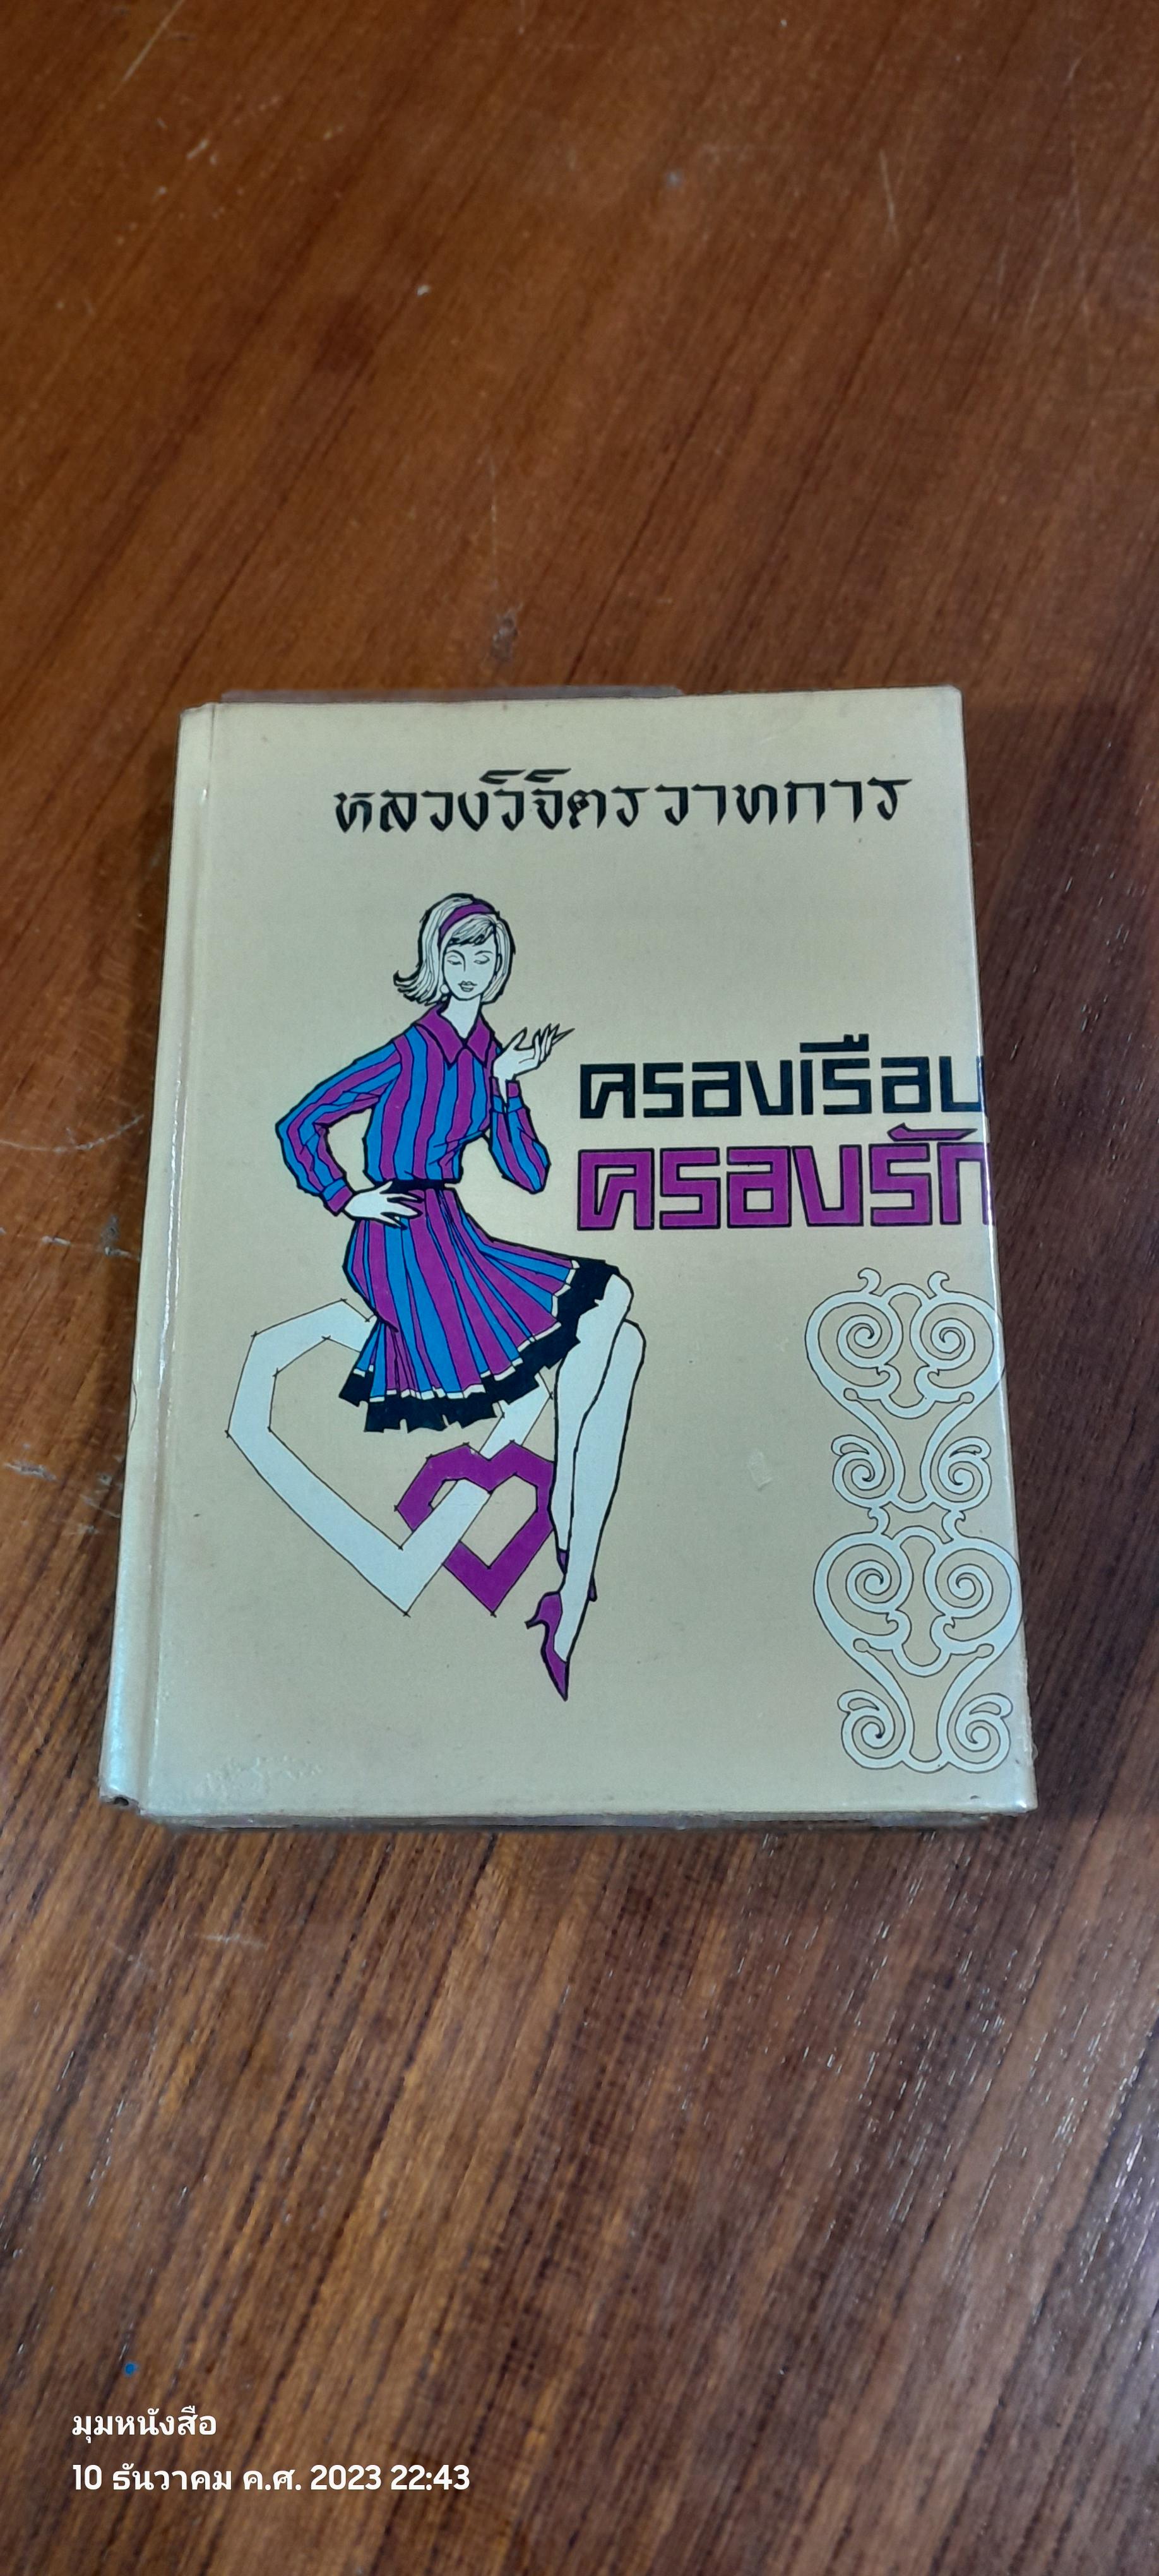 หลวงวิจิตรวาทการ
ครองเรือน
ครองรัก
มุมหนังสือ
10 ธันวาคม ค.ศ. 2023 22:43